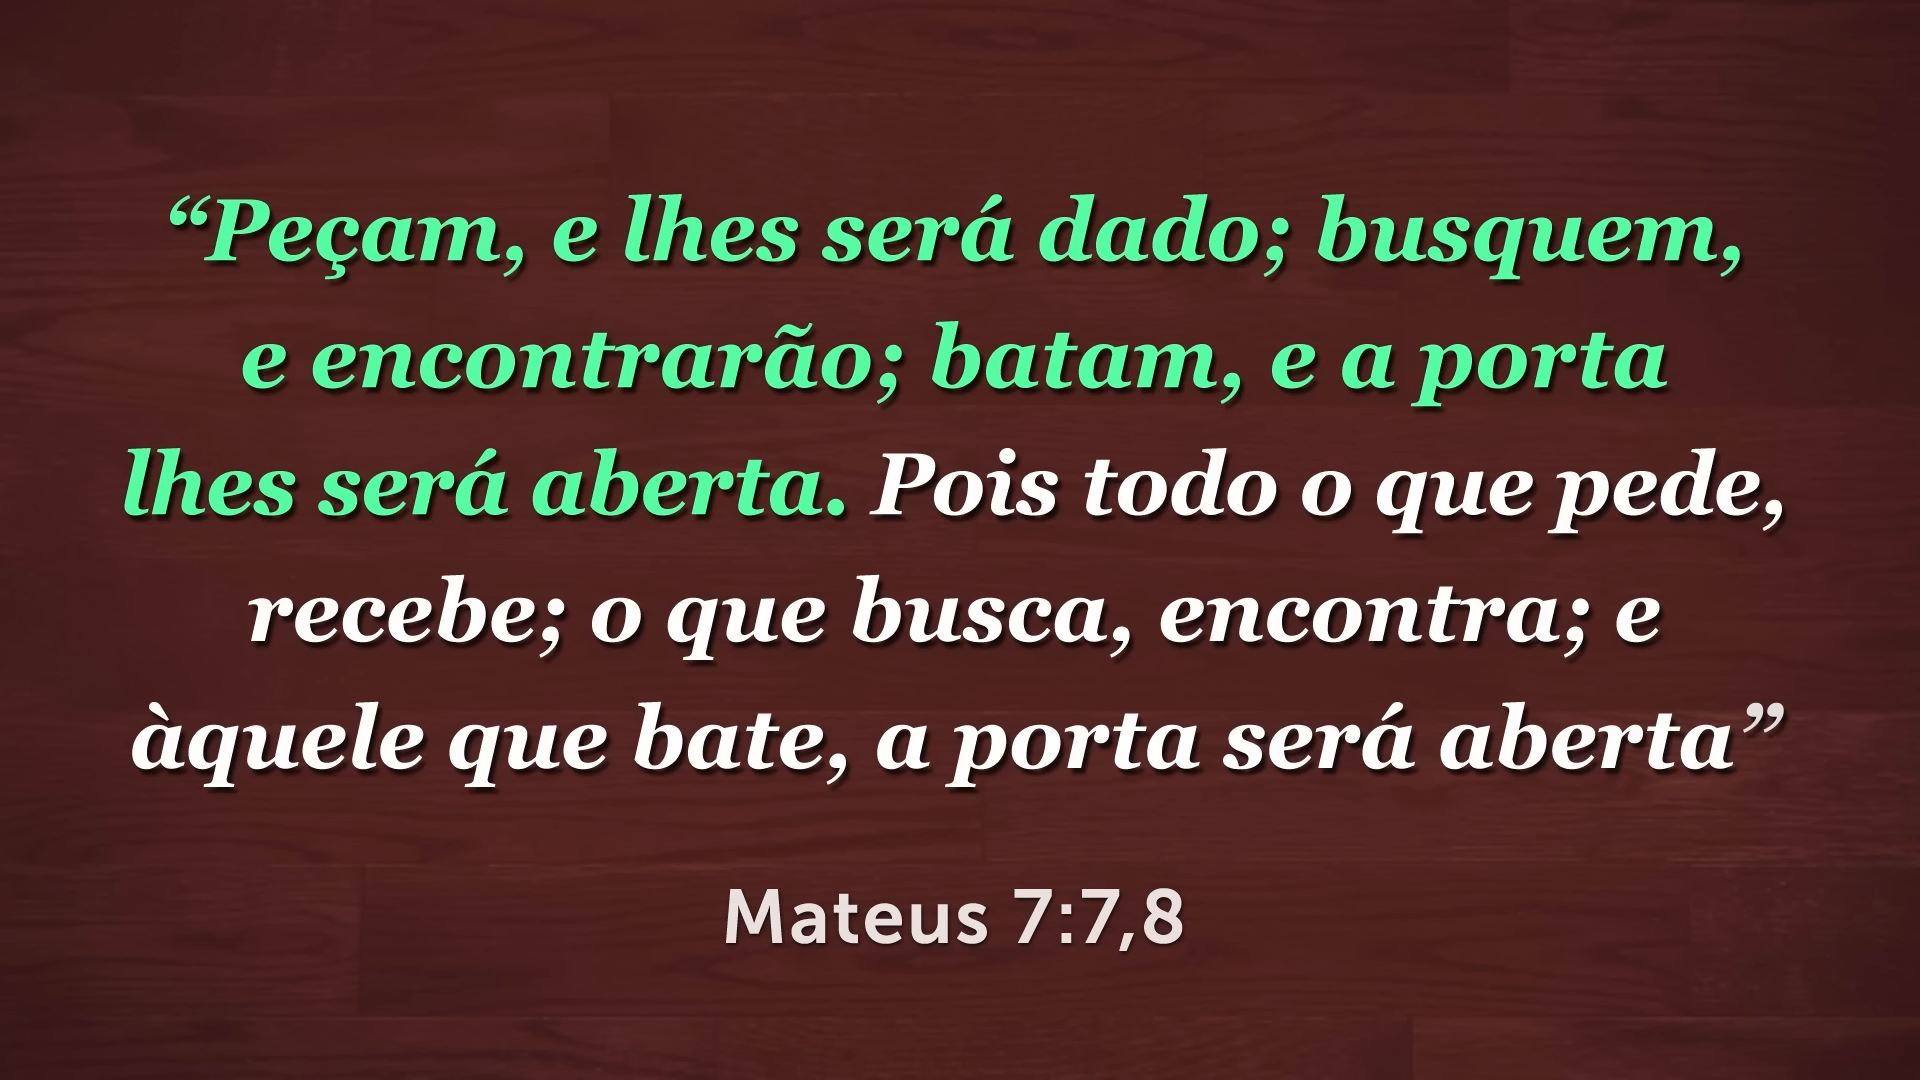 “Peçam, e lhes será dado; busquem,
e encontrarão; batam, e a porta
lhes será aberta. Pois todo o que pede,
recebe; o que busca, encontra; e
àquele que bate, a porta será aberta”
Mateus 7:7,8